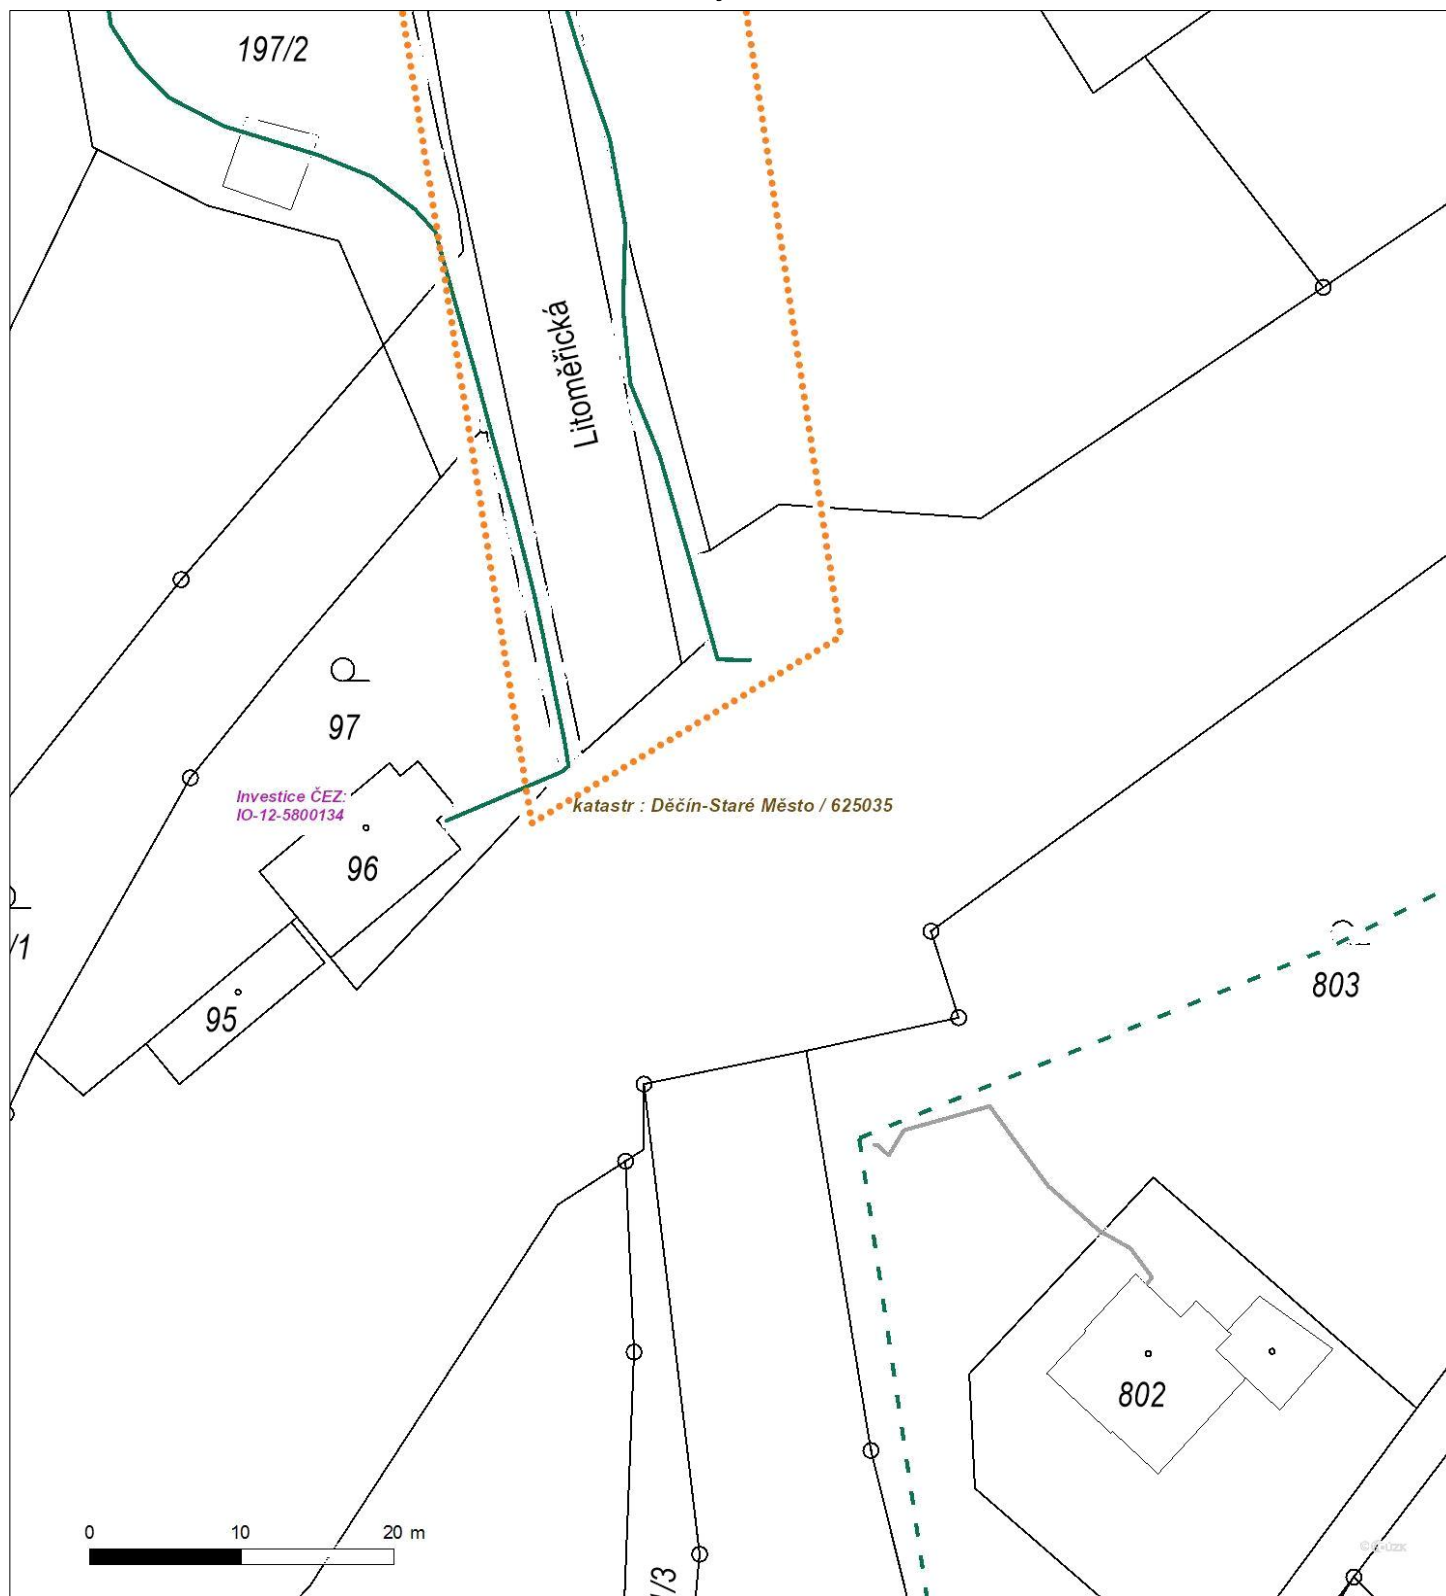 197/2
Litoměřická
97
Investice ČEZ:
IO-12-5800134
katastr : Děčín-Staré Město / 625035
96
/1
95
803
802
0 10 20 m
1/3